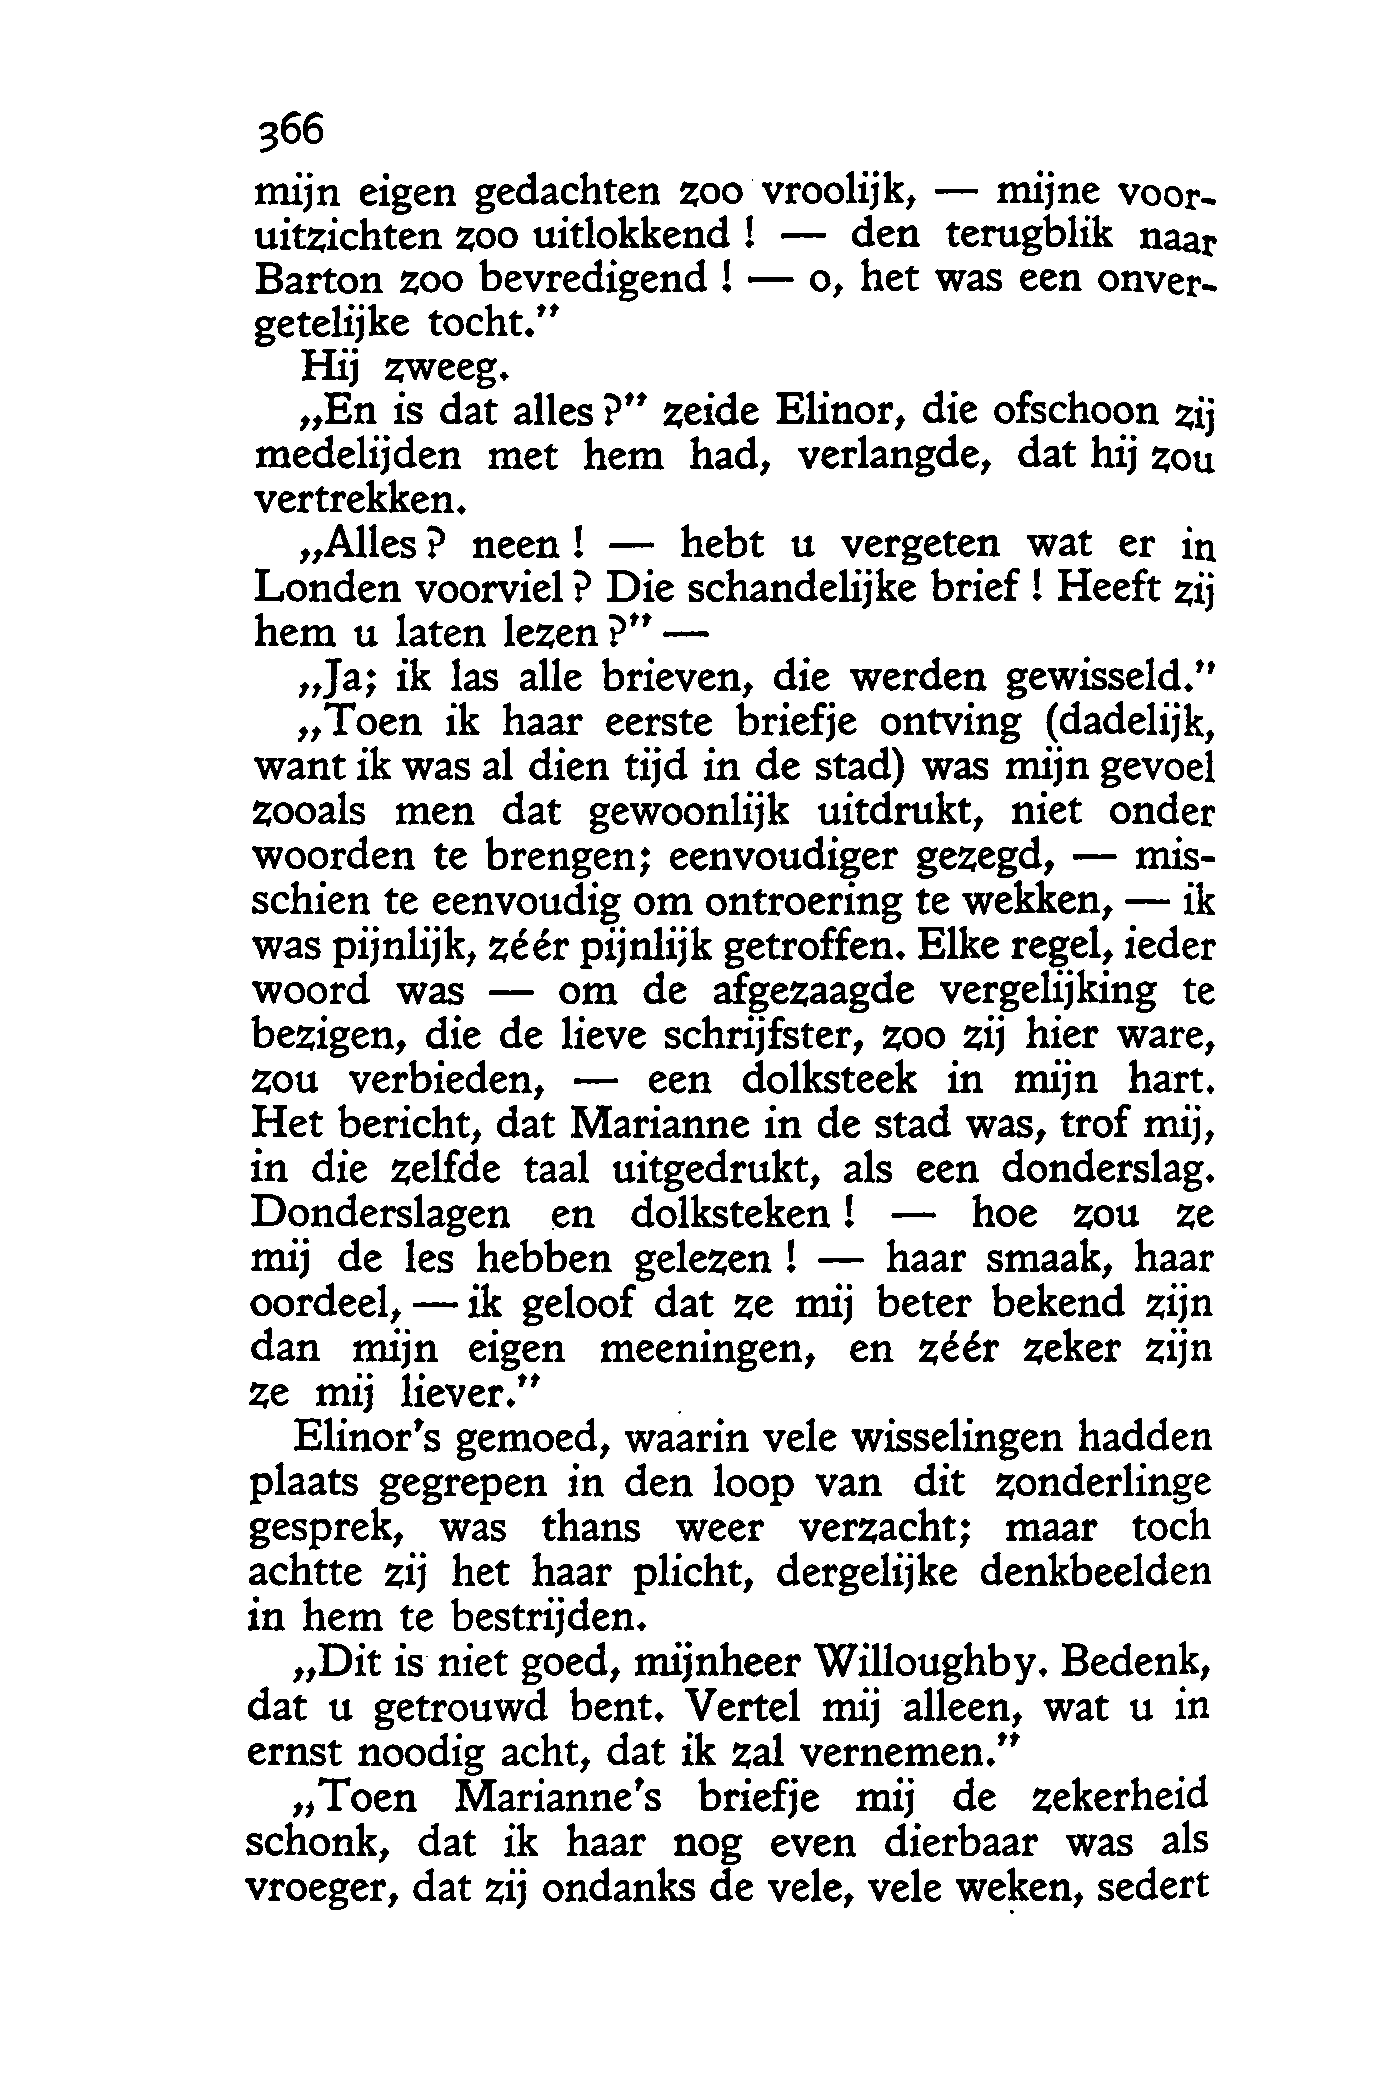 366
mijn eigen gedachten zoo vroolijk, — mijne voor-
uitzichten zoo uitlokkend ! — den terugblik naar
Barton zoo bevredigend ! — o, het was een onver-
getelijke tocht.”
Hij zweeg.
„En is dat alles ?” zeide Elinor, die ofschoon zij
medelijden met hem had, verlangde, dat hij zou
vertrekken.
„Alles ? neen ! — hebt u vergeten wat er in
Londen voorviel ? Die schandelijke brief ! Heeft zij
hem u laten lezen ?” —
„Ja; ik las alle brieven, die werden gewisseld.”
„Toen ik haar eerste briefje ontving (dadelijk,
want ik was al dien tijd in de stad) was mijn gevoel
zooals men dat gewoonlijk uitdrukt, niet onder
woorden te brengen; eenvoudiger gezegd, — mis-
schien te eenvoudig om ontroering te wekken, — ik
was pijnlijk, zéér pijnlijk getroffen. Elke regel, ieder
woord was — om de afgezaagde vergelijking te
bezigen, die de lieve schrijfster, zoo zij hier ware,
zou verbieden, — een dolksteek in mijn hart.
Het bericht, dat Marianne in de stad was, trof mij,
in die zelfde taal uitgedrukt, als een donderslag.
Donderslagen en dolksteken ! — hoe zou ze
mij de les hebben gelezen ! — haar smaak, haar
oordeel, — ik geloof dat ze mij beter bekend zijn
dan mijn eigen meeningen, en zéér zeker zijn
ze mij liever.”
Elinor's gemoed, waarin vele wisselingen hadden
plaats gegrepen in den loop van dit zonderlinge
gesprek, was thans weer verzacht; maar toch
achtte zij het haar plicht, dergelijke denkbeelden
in hem te bestrijden.
„Dit is niet goed, mijnheer Willoughby. Bedenk,
dat u getrouwd bent. Vertel mij alleen, wat u in
ernst noodig acht, dat ik zal vernemen.”
„Toen Marianne's briefje mij de zekerheid
schonk, dat ik haar nog even dierbaar was als
vroeger, dat zij ondanks de vele, vele weken, sedert